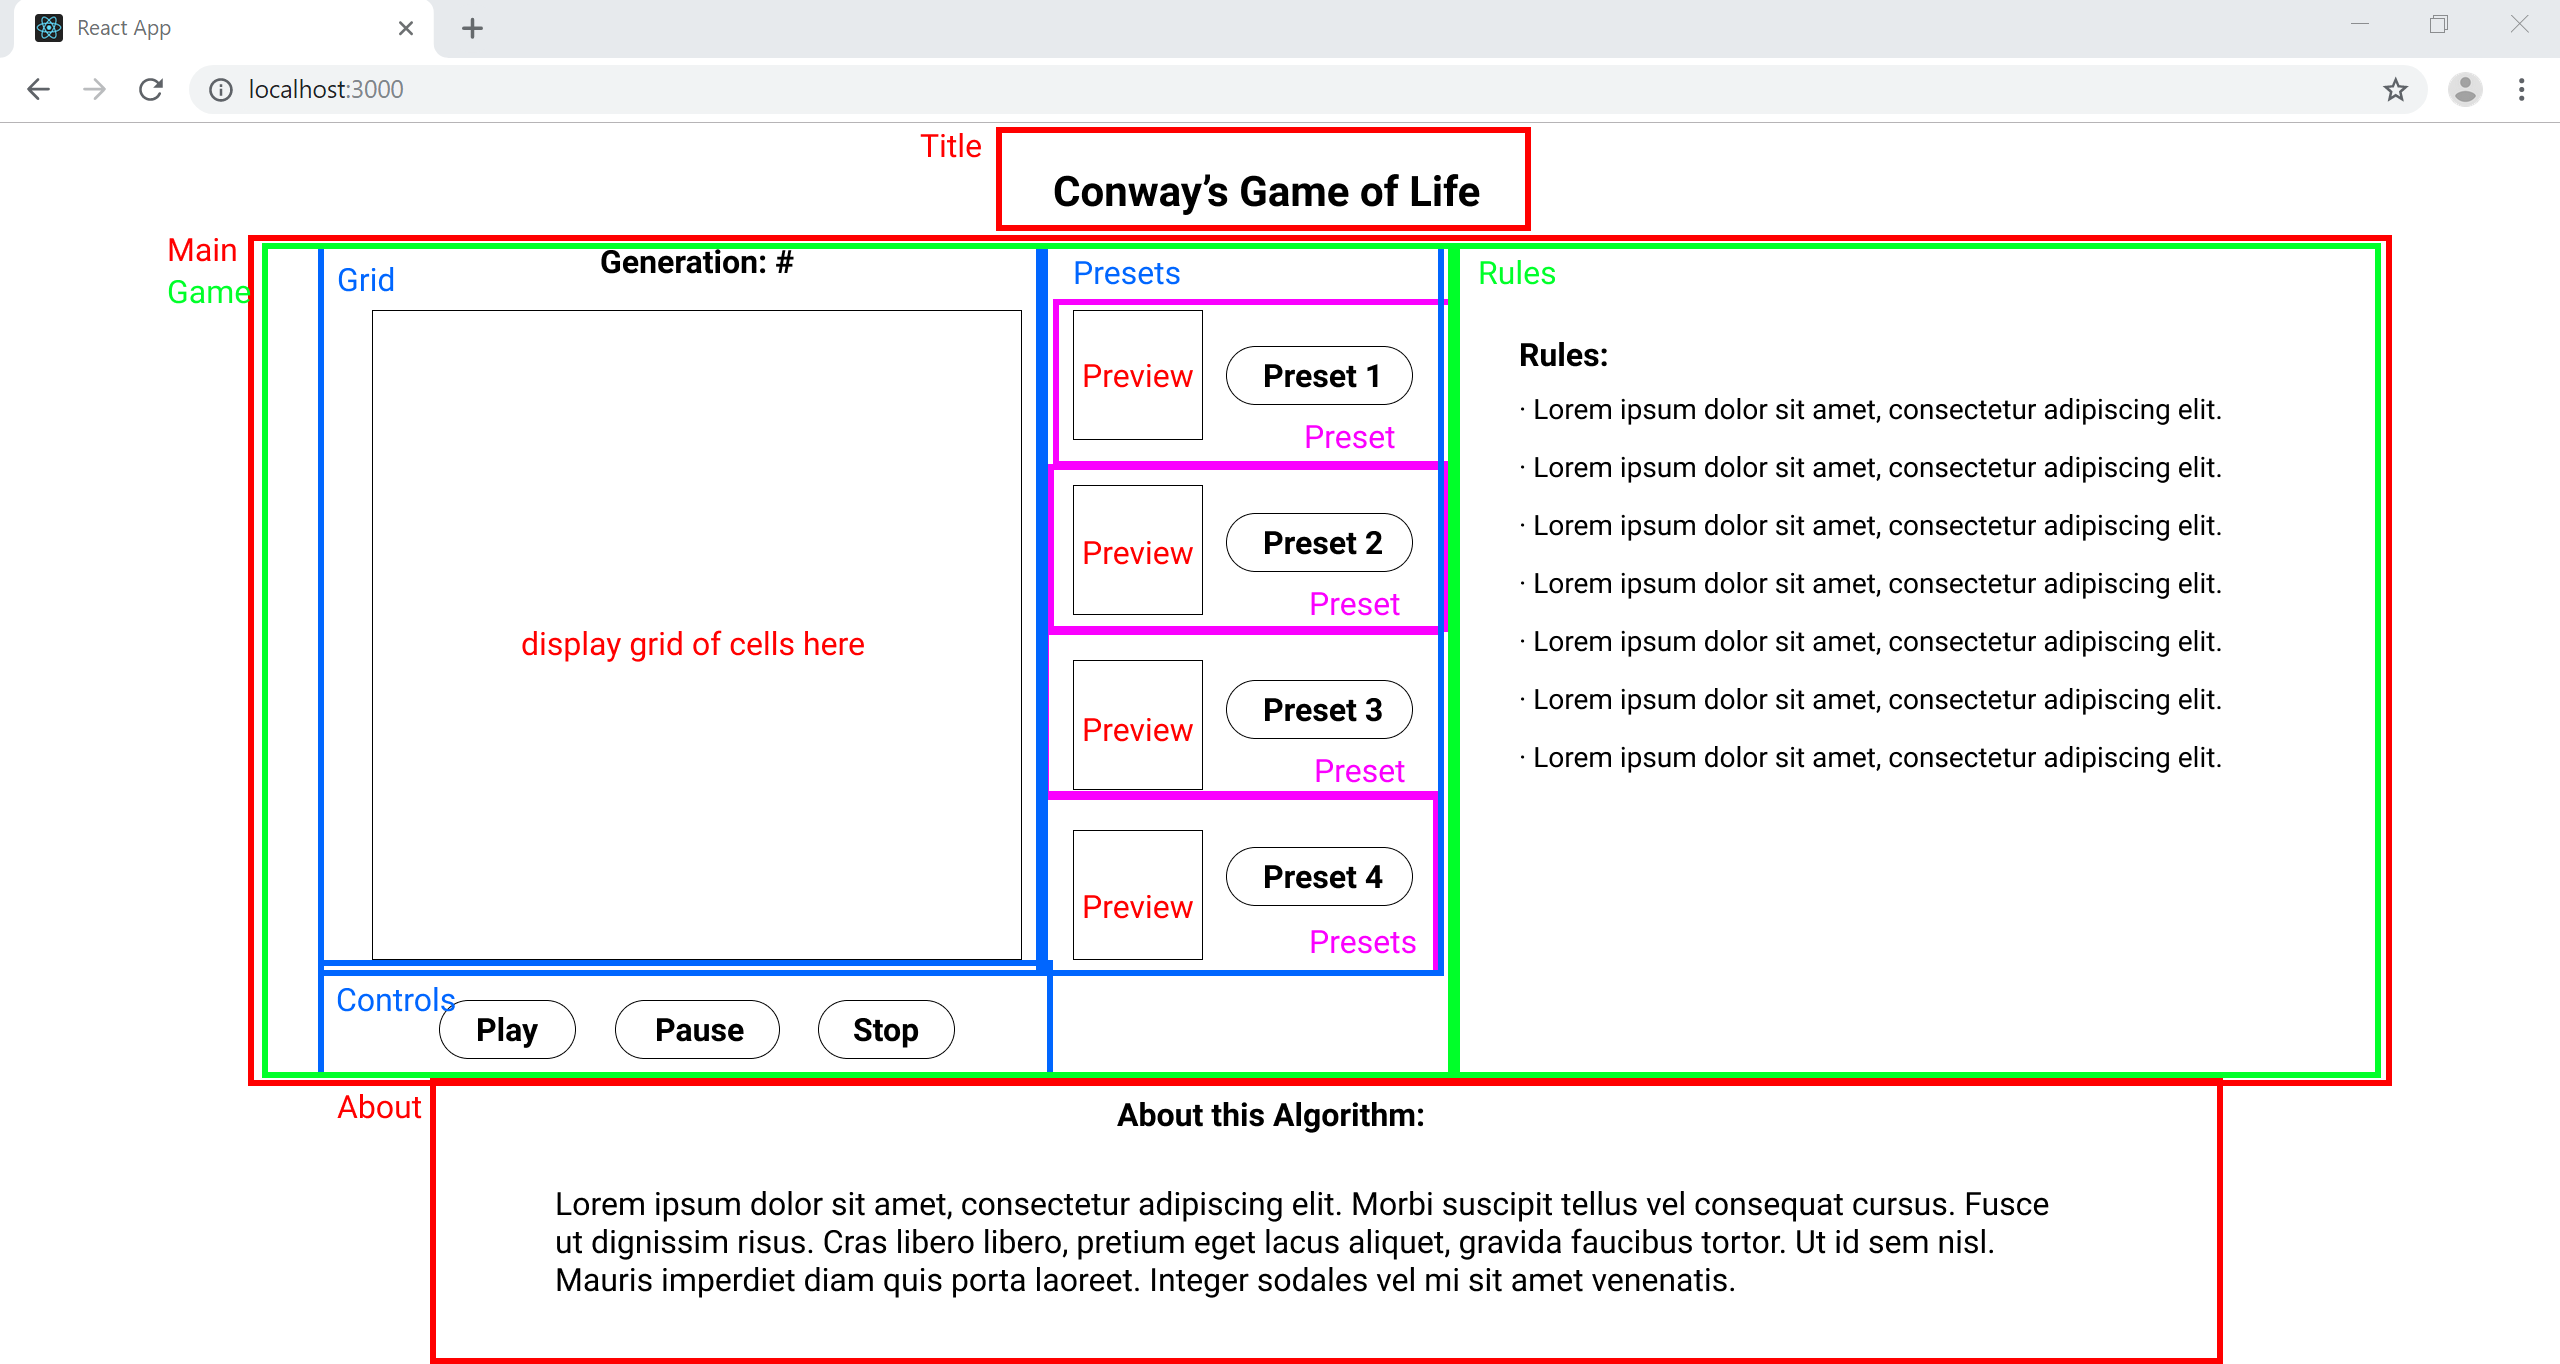 React App
localhost:3000
Title
Conway’s Game of Life
Main
Game
Grid
Generation: #
display grid of cells here
Controls
Play
Pause
Stop
Presets
Preview
Preset 1
Preset
Preview
Preset 2
Preset
Preview
Preset 3
Preset
Preview
Preset 4
Presets
Rules
Rules:
· Lorem ipsum dolor sit amet, consectetur adipiscing elit.
· Lorem ipsum dolor sit amet, consectetur adipiscing elit.
· Lorem ipsum dolor sit amet, consectetur adipiscing elit.
· Lorem ipsum dolor sit amet, consectetur adipiscing elit.
· Lorem ipsum dolor sit amet, consectetur adipiscing elit.
· Lorem ipsum dolor sit amet, consectetur adipiscing elit.
· Lorem ipsum dolor sit amet, consectetur adipiscing elit.
About
About this Algorithm:
Lorem ipsum dolor sit amet, consectetur adipiscing elit. Morbi suscipit tellus vel consequat cursus. Fusce
ut dignissim risus. Cras libero libero, pretium eget lacus aliquet, gravida faucibus tortor. Ut id sem nisl.
Mauris imperdiet diam quis porta laoreet. Integer sodales vel mi sit amet venenatis.